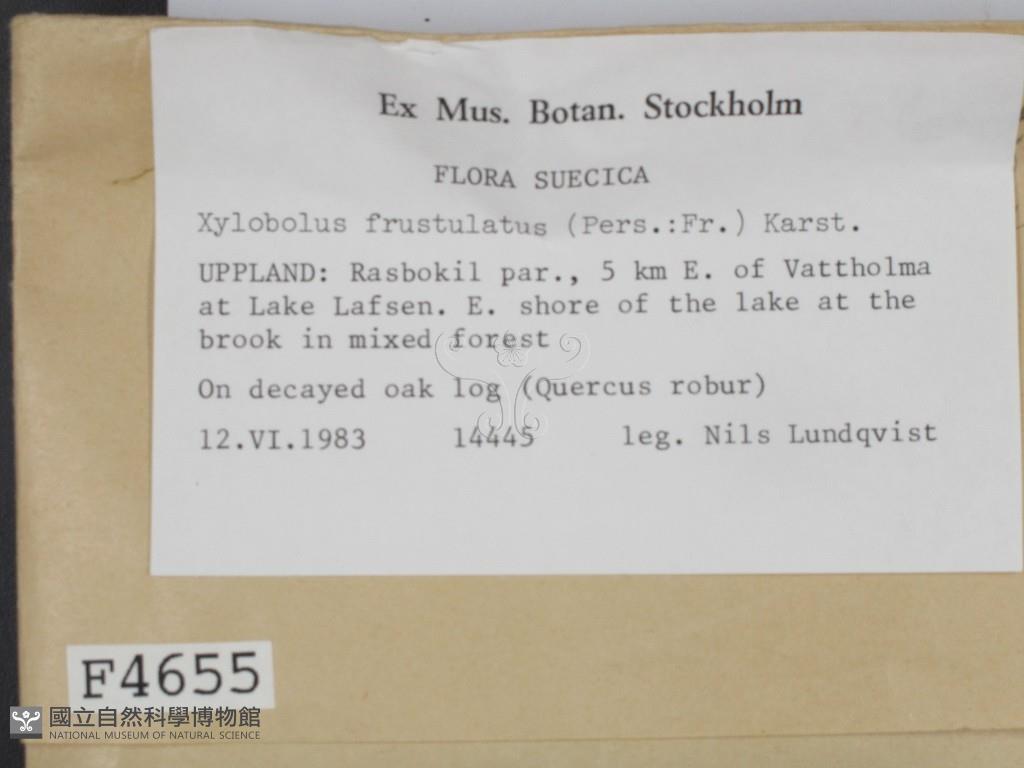 Ex Mus. Botan. Stockholm
FLORA SUECICA
Xylobolus frustulatus (Pers.:Fr.) Karst.
UPPLAND: Rasbokil par., 5 km E. of Vattholma
at Lake Lafsen. E. shore of the lake at the
brook in mixed forest
On decayed oak log (Quercus robur)
12.VI.1983 14445 leg. Nils Lundqvist
F4655
國立自然科學博物館
NATIONAL MUSEUM OF NATURAL SCIENCE